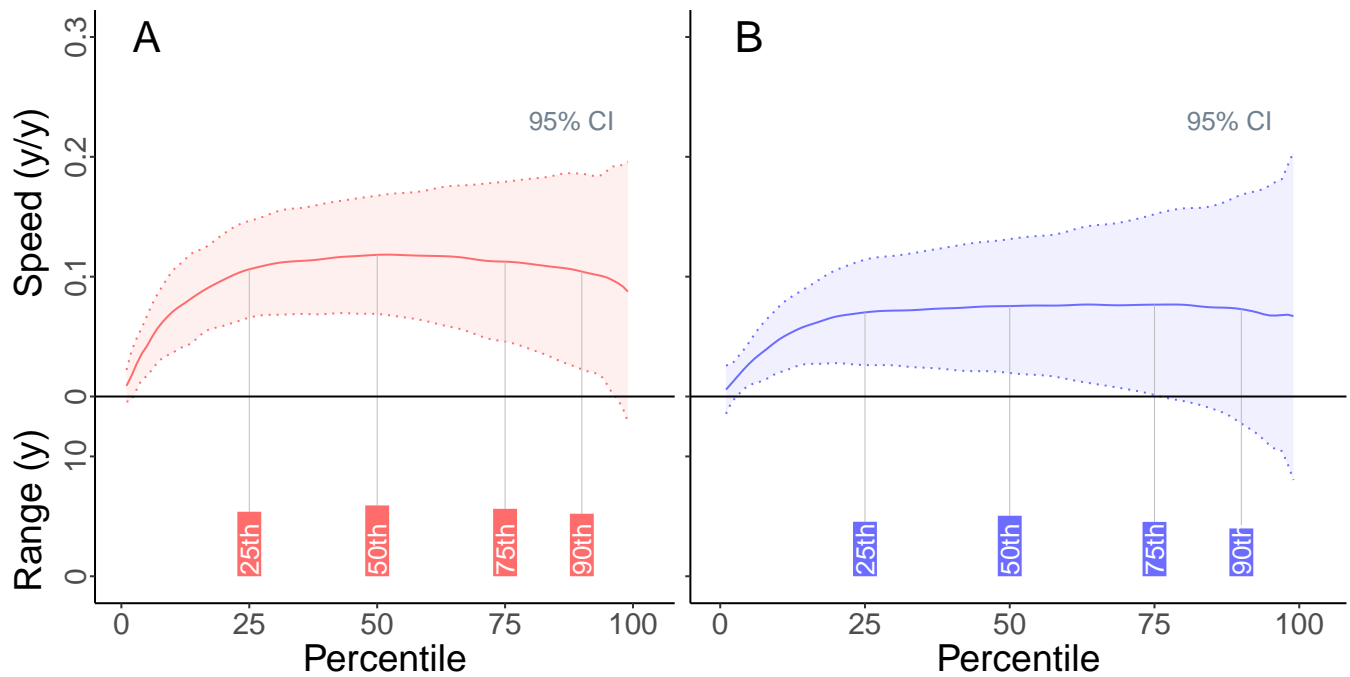 A
B
95% CI
95% CI
Speed (y/y)
0.3
0.2
0.1
0
Range (y)
10
0
25th
50th
75th
90th
25th
50th
75th
90th
0
25
50
75
100
0
25
50
75
100
Percentile
Percentile